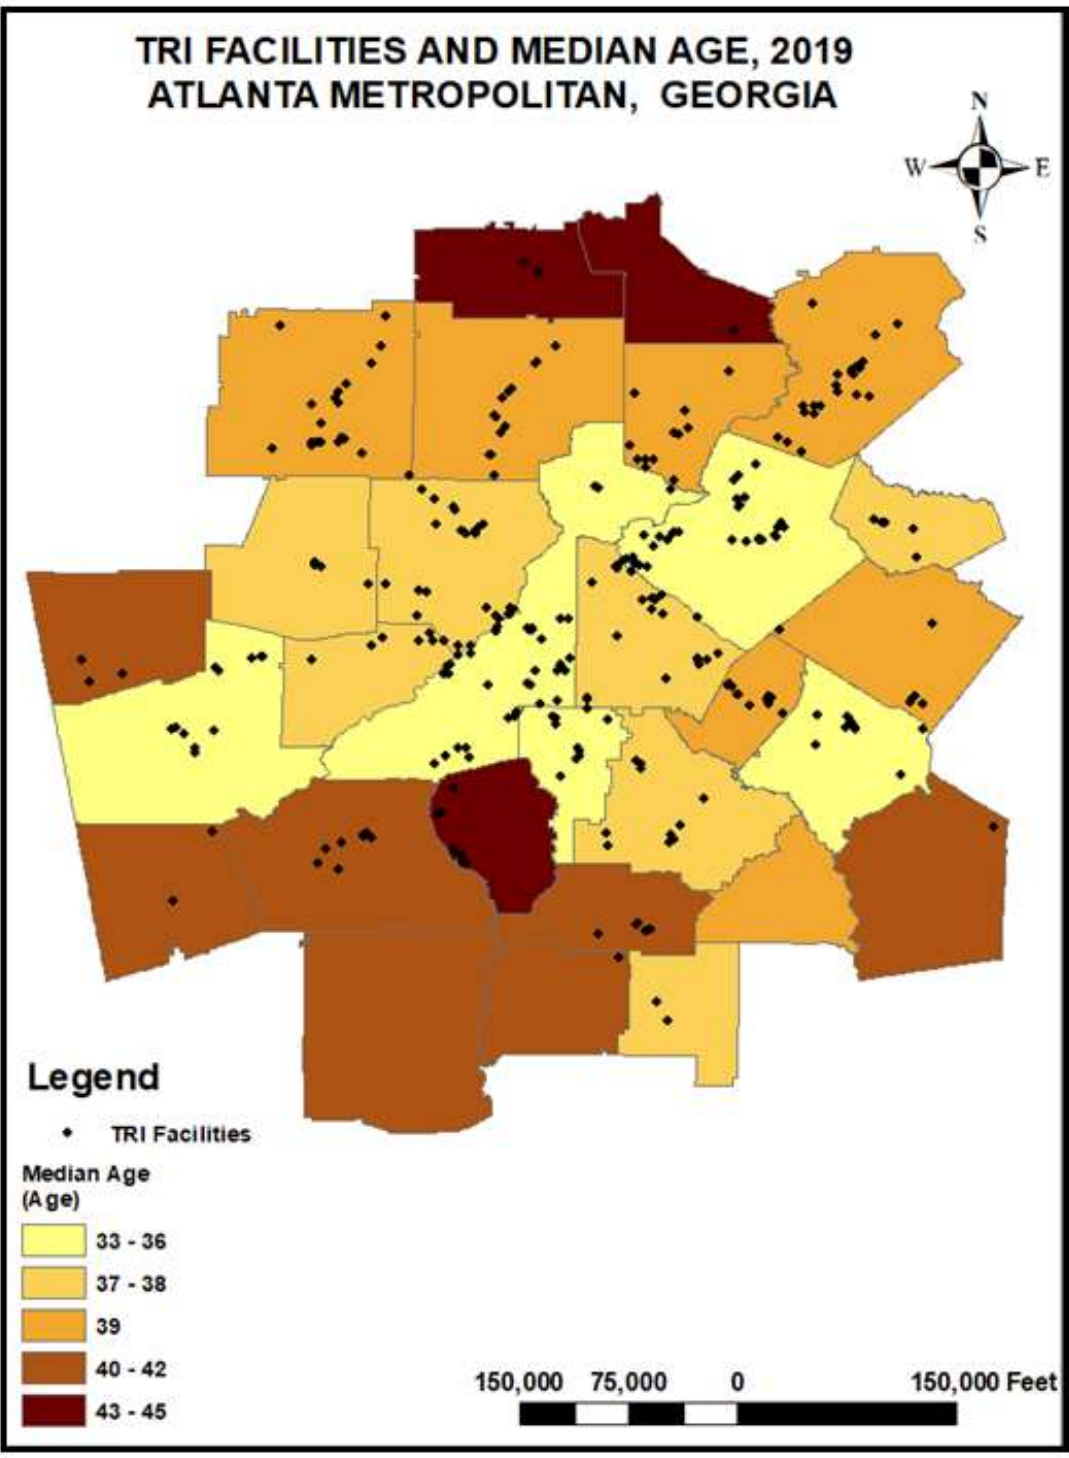 TRI FACILITIES AND MEDIAN AGE, 2019
ATLANTA METROPOLITAN, GEORGIA
N
W E
S
Legend
TRI Facilities
Median Age
(Age)
33 - 36
37 - 38
39
40 - 42
43 - 45
150,000 75,000 0 150,000 Feet